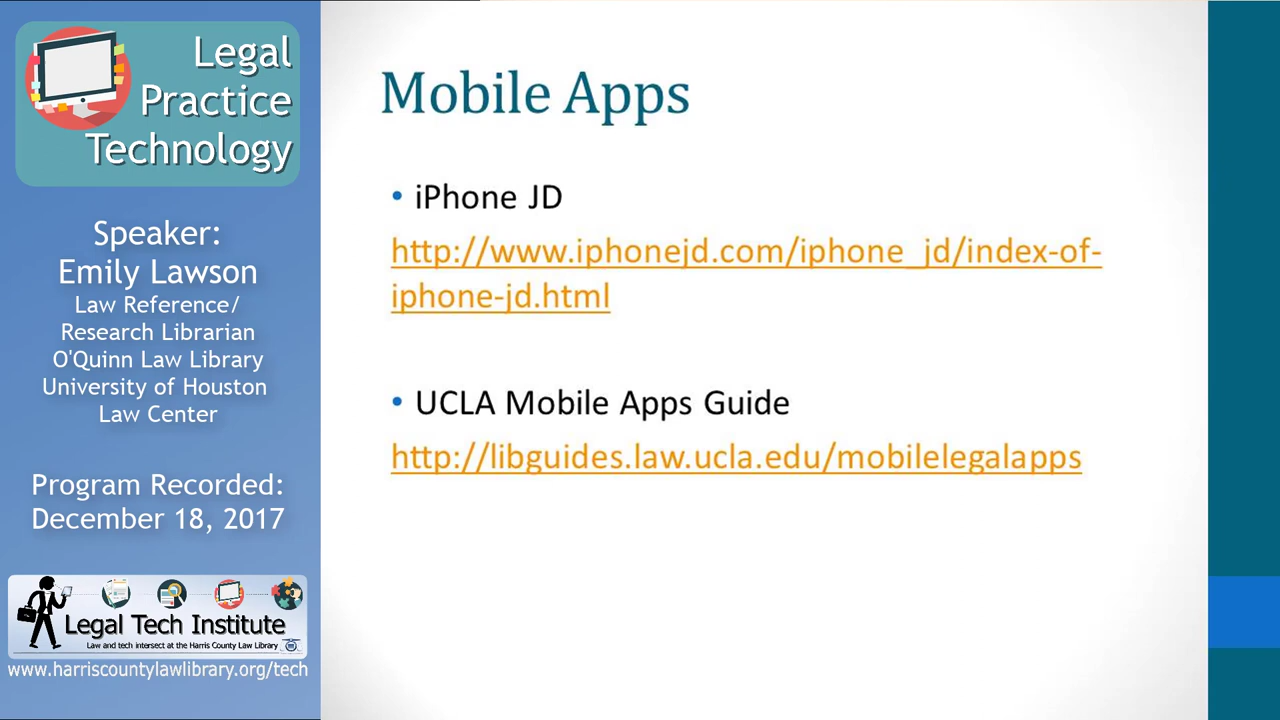 Legal
Practice
Technology
Speaker:
Emily Lawson
Law Reference/
Research Librarian
O'Quinn Law Library
University of Houston
Law Center
Program Recorded:
December 18, 2017
Legal Tech Institute
Law and tech intersect at the Harris County Law Library
www.harriscountylawlibrary.org/tech
Mobile Apps
• iPhone JD
http://www.iphonejd.com/iphone_jd/index-of-
iphone-jd.html
• UCLA Mobile Apps Guide
http://libguides.law.ucla.edu/mobilelegalapps